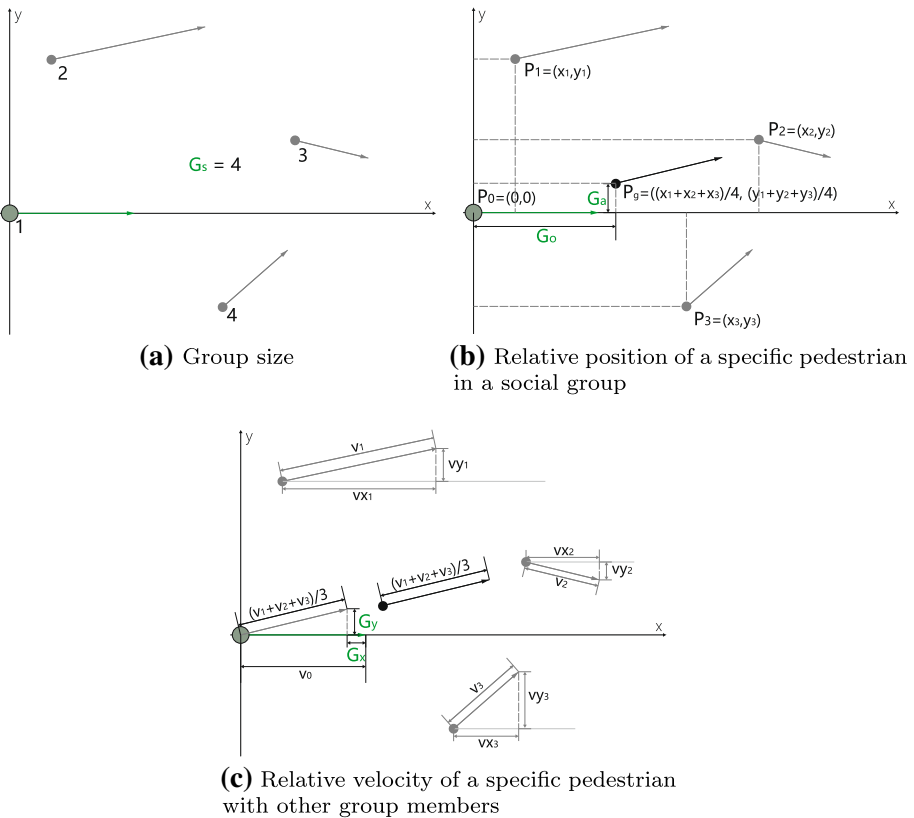 y
2
3
Gs = 4
x
1
4
(a) Group size
y
P1=(x1,y1)
P2=(x2,y2)
P0=(0,0)
Ga
Pg=((x1+x2+x3)/4, (y1+y2+y3)/4)
x
Go
P3=(x3,y3)
(b) Relative position of a specific pedestrian
in a social group
y
v1
vy1
vx1
vx2
vy2
v2
(v1+v2+v3)/3
(v1+v2+v3)/3
Gy
x
Gx
v0
v3
vy3
vx3
(c) Relative velocity of a specific pedestrian
with other group members